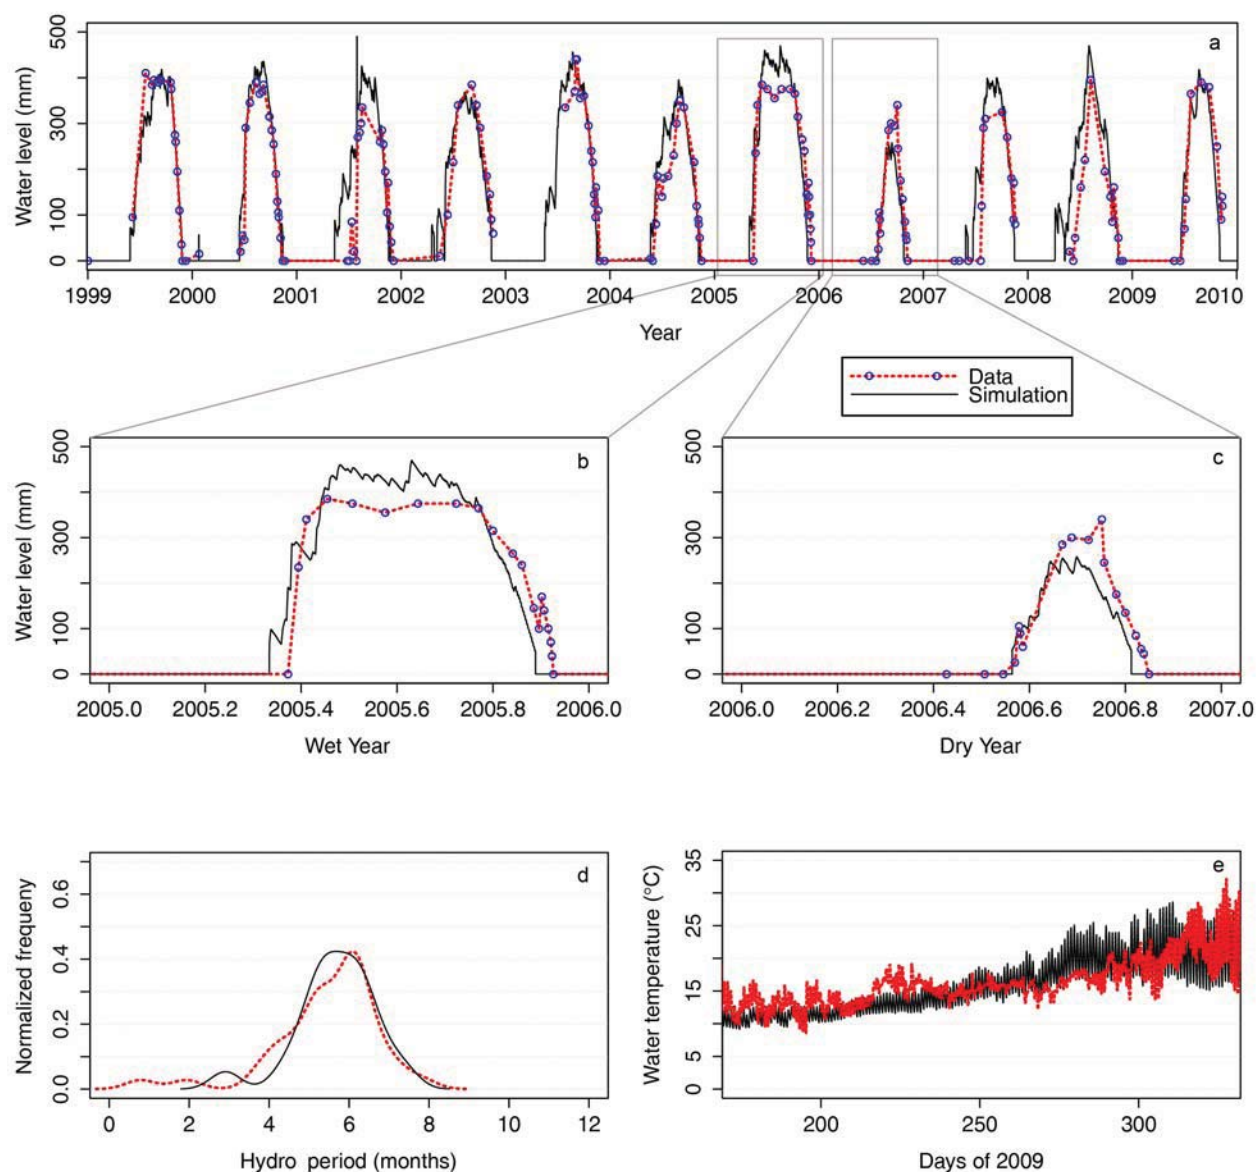 a
Water level (mm)
500
300
100
0
1999 2000 2001 2002 2003 2004 2005 2006 2007 2008 2009 2010
Year
Data
Simulation
b
Water level (mm)
500
300
100
0
2005.0 2005.2 2005.4 2005.6 2005.8 2006.0
Wet Year
c
500
300
100
0
2006.0 2006.2 2006.4 2006.6 2006.8 2007.0
Dry Year
d
Normalized frequeny
0.6
0.4
0.2
0.0
0 2 4 6 8 10 12
Hydro period (months)
e
Water temperature (°C)
35
25
15
5
0
200 250 300
Days of 2009